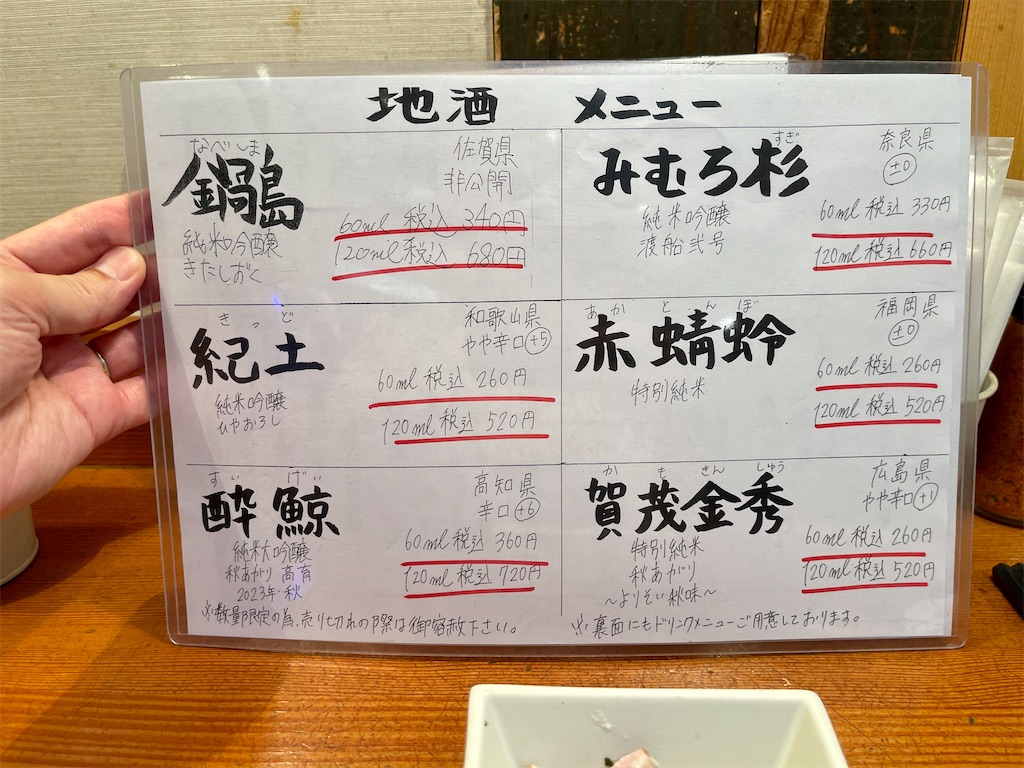 地酒 メニュー
なべしま
鍋島
佐賀県
非公開
60ml 税込 340円
120ml 税込 680円
純米吟醸
きたしずく
すぎ
みむろ杉
奈良県
±0
60ml 税込 330円
120ml 税込 660円
純米吟醸
渡船弐号
きっど
紀土
和歌山県
やや辛口 +5
60ml 税込 260円
120ml 税込 520円
純米吟醸
ひやおろし
あかとんぼ
赤蜻蛉
福岡県
±0
60ml 税込 260円
120ml 税込 520円
特別純米
すいげい
酔鯨
高知県
辛口 +6
60ml 税込 360円
120ml 税込 720円
純米大吟醸
秋あがり 高育
2023年 秋
かもきんしゅう
賀茂金秀
広島県
やや辛口 +1
60ml 税込 260円
120ml 税込 520円
特別純米
秋あがり
〜よりそい秋味〜
※数量限定の為、売り切れの際は御容赦下さい。
※裏面にもドリンクメニューご用意しております。